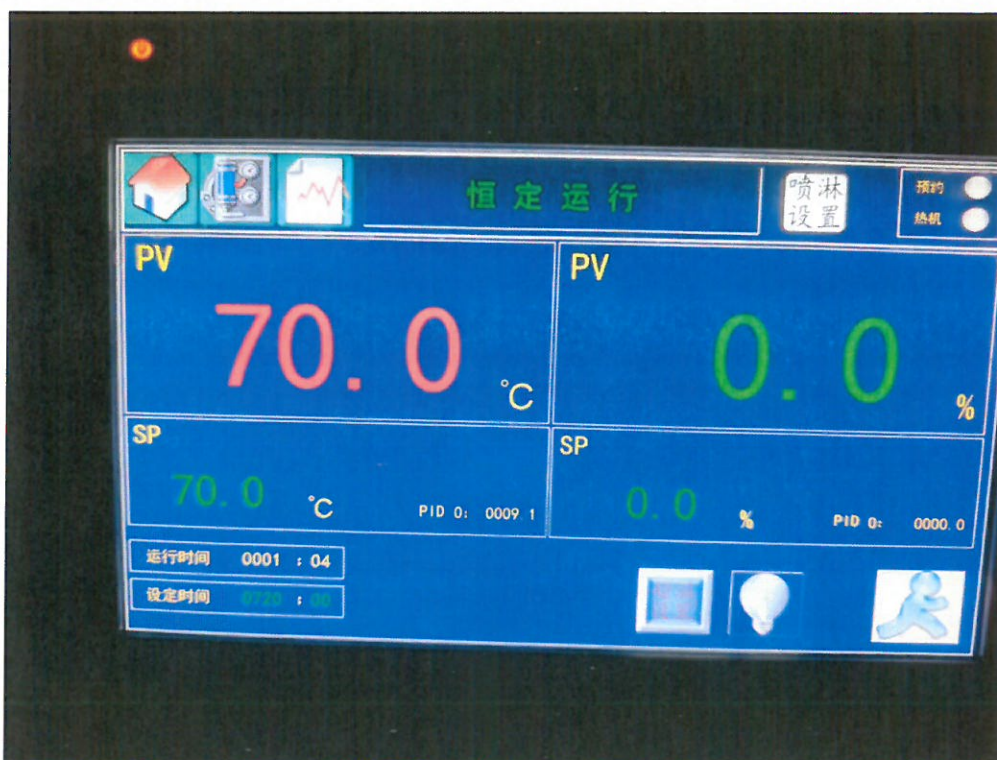 恒定运行
喷淋
设置
预约
热机
PV
70.0 ℃
PV
0.0 %
SP
70.0 ℃ PID 0: 0009.1
SP
0.0 % PID 0: 0000.0
运行时间 0001 : 04
设定时间 0720 : 00